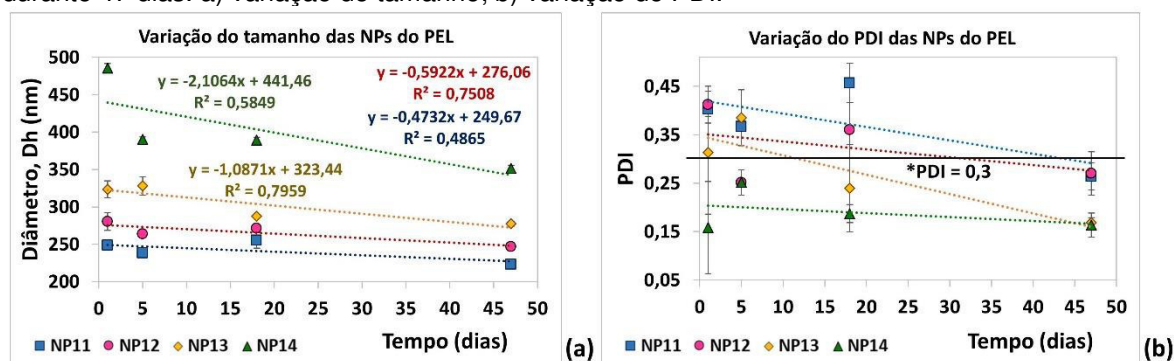 durante 47 dias: a) variação do tamanho; b) variação do PDI.
Variação do tamanho das NPs do PEL
Diâmetro, Dh (nm)
500
450
400
350
300
250
200
y = -2,1064x + 441,46
R² = 0,5849
y = -0,5922x + 276,06
R² = 0,7508
y = -0,4732x + 249,67
R² = 0,4865
y = -1,0871x + 323,44
R² = 0,7959
0 5 10 15 20 25 30 35 40 45 50
Tempo (dias)
NP11 NP12 NP13 NP14
(a)
Variação do PDI das NPs do PEL
PDI
0,45
0,35
0,25
0,15
0,05
*PDI = 0,3
0 5 10 15 20 25 30 35 40 45 50
Tempo (dias)
NP11 NP12 NP13 NP14
(b)